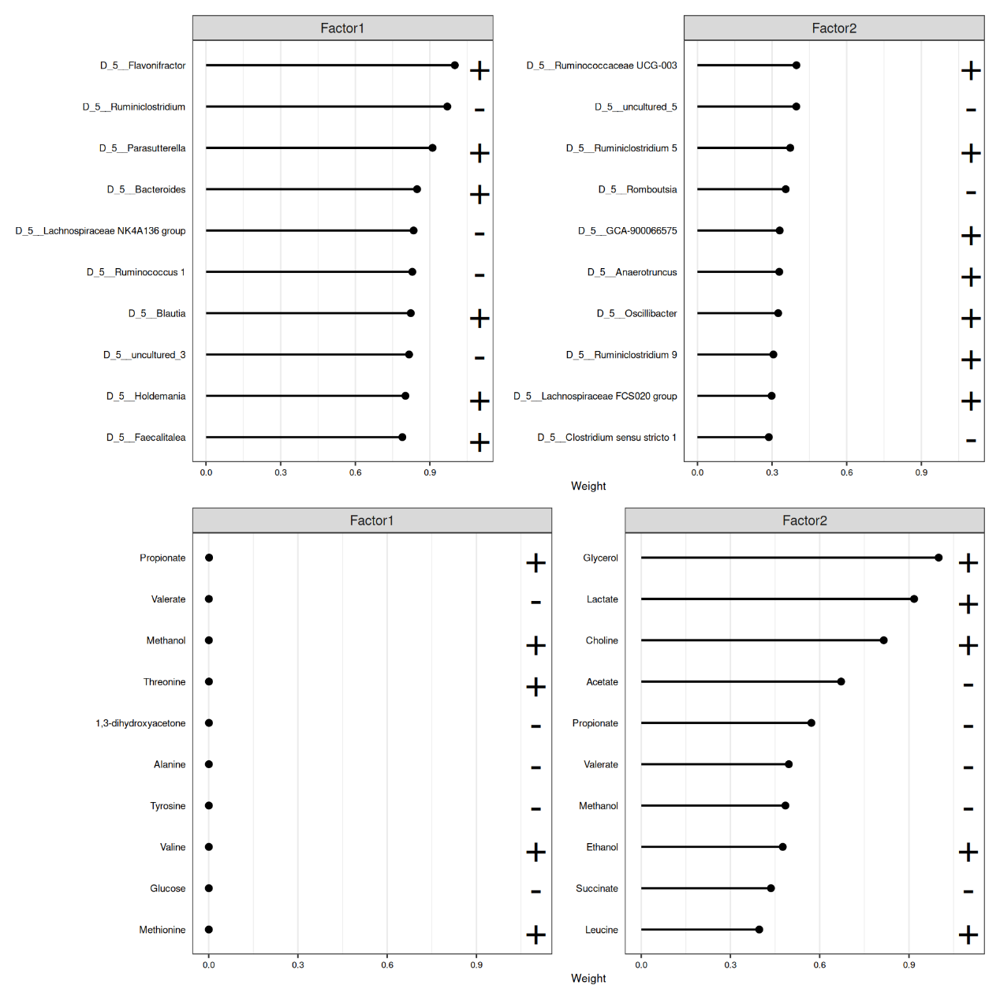 Factor1
D_5__Flavonifractor +
D_5__Ruminiclostridium -
D_5__Parasutterella +
D_5__Bacteroides +
D_5__Lachnospiraceae NK4A136 group -
D_5__Ruminococcus 1 -
D_5__Blautia +
D_5__uncultured_3 -
D_5__Holdemania +
D_5__Faecalitalea +
0.0 0.3 0.6 0.9
Factor2
D_5__Ruminococcaceae UCG-003 +
D_5__uncultured_5 -
D_5__Ruminiclostridium 5 +
D_5__Romboutsia -
D_5__GCA-900066575 +
D_5__Anaerotruncus +
D_5__Oscillibacter +
D_5__Ruminiclostridium 9 +
D_5__Lachnospiraceae FCS020 group +
D_5__Clostridium sensu stricto 1 -
0.0 0.3 0.6 0.9
Weight
Factor1
Propionate +
Valerate -
Methanol +
Threonine +
1,3-dihydroxyacetone -
Alanine -
Tyrosine -
Valine +
Glucose -
Methionine +
0.0 0.3 0.6 0.9
Factor2
Glycerol +
Lactate +
Choline +
Acetate -
Propionate -
Valerate -
Methanol -
Ethanol +
Succinate -
Leucine +
0.0 0.3 0.6 0.9
Weight